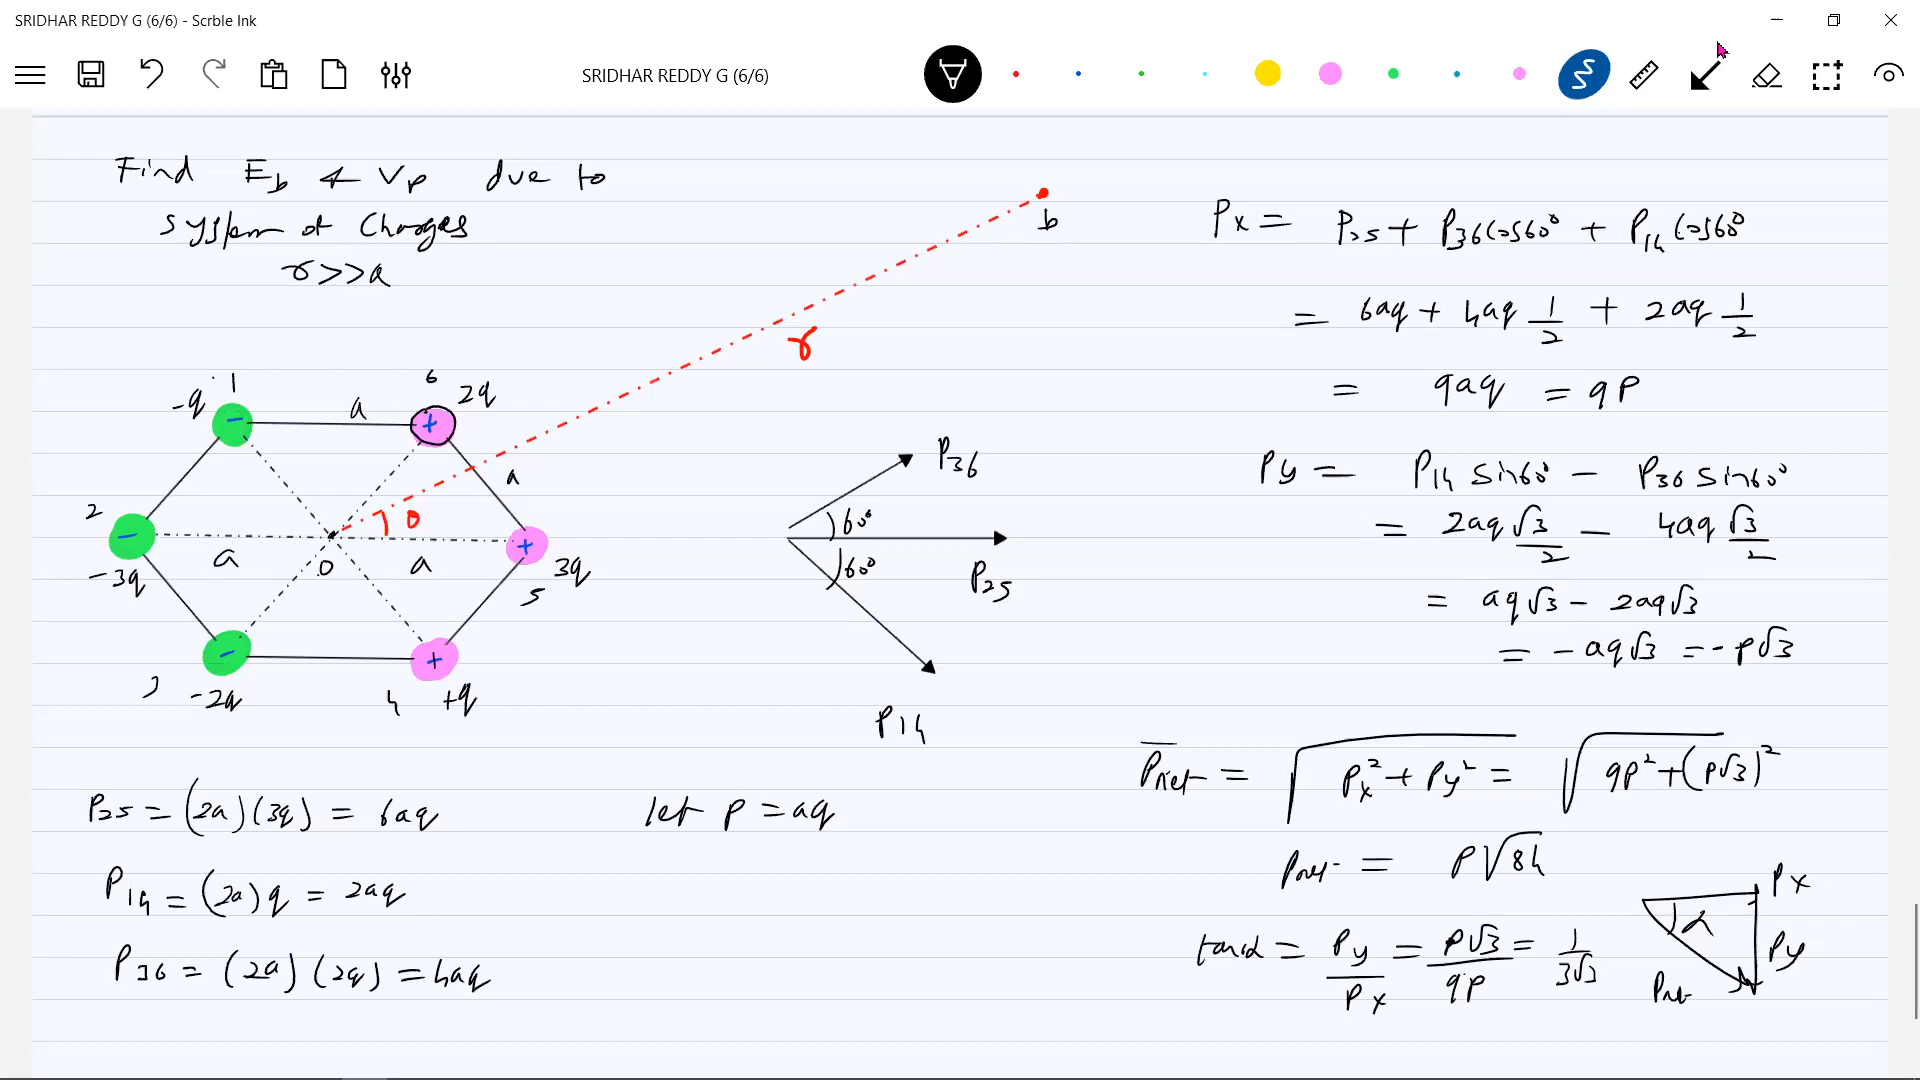 SRIDHAR REDDY G (6/6) - Scrble Ink
SRIDHAR REDDY G (6/6)
Find E_b & V_P due to
system of Charges
r>>a
b
r
-q 1
a
6 2q
a
2
-3q
a
O
θ
a
3q
5
3
-2q
4
+q
P₃₆
60°
60°
P₂₅
P₁₄
P₂₅ = (2a)(3q) = 6aq
let P = aq
P₁₄ = (2a)q = 2aq
P₃₆ = (2a)(2q) = 4aq
Px = P₂₅ + P₃₆ Cos60° + P₁₄ Cos60°
= 6aq + 4aq 1/2 + 2aq 1/2
= 9aq = 9P
Py = P₁₄ sin60° - P₃₆ sin60°
= 2aq √3/2 - 4aq √3/2
= aq√3 - 2aq√3
= -aq√3 = -P√3
P̄net = √(Px² + Py²) = √(9P² + (P√3)²)
Pnet = P√84
tanα = Py/Px = P√3/9P = 1/3√3
Px
α
Py
Pnet